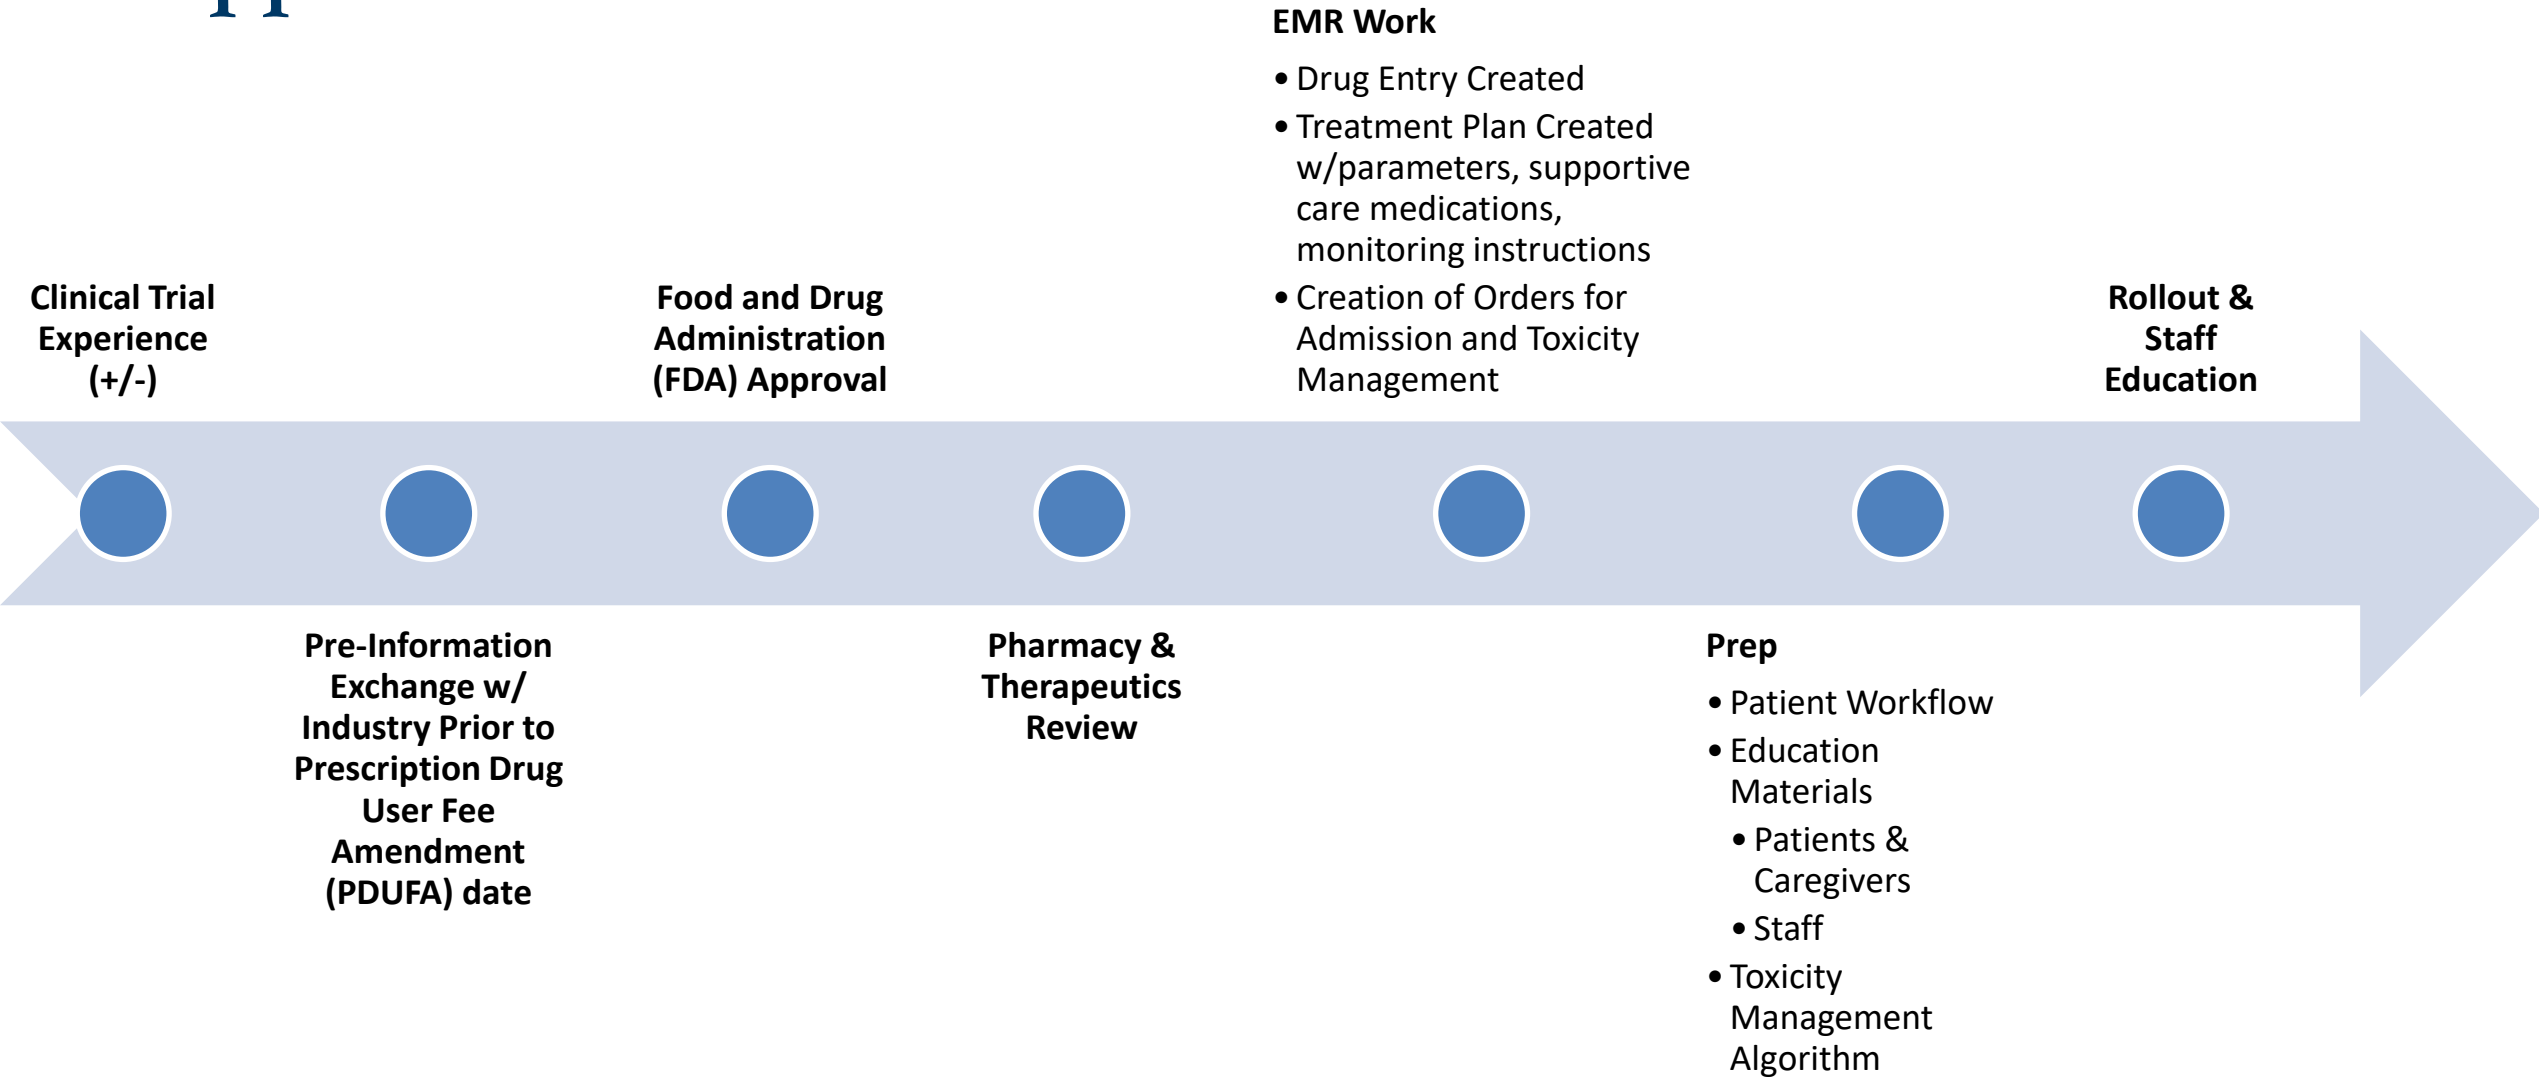 Clinical Trial
Experience
(+/-)
Pre-Information
Exchange w/
Industry Prior to
Prescription Drug
User Fee
Amendment
(PDUFA) date
Food and Drug
Administration
(FDA) Approval
Pharmacy &
Therapeutics
Review
EMR Work
• Drug Entry Created
• Treatment Plan Created
w/parameters, supportive
care medications,
monitoring instructions
• Creation of Orders for
Admission and Toxicity
Management
Prep
• Patient Workflow
• Education
Materials
• Patients &
Caregivers
• Staff
• Toxicity
Management
Algorithm
Rollout &
Staff
Education